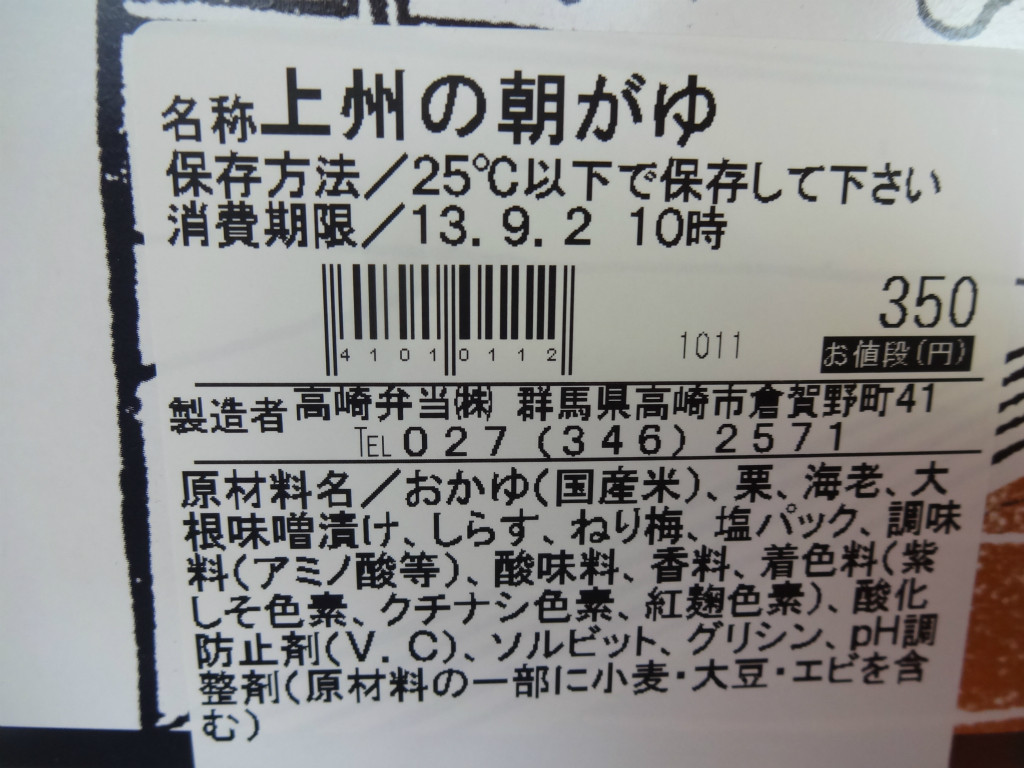 名称 上州の朝がゆ
保存方法／25℃以下で保存して下さい
消費期限／13.9.2 10時
350
4101 0112
1011
お値段(円)
製造者 高崎弁当㈱ 群馬県高崎市倉賀野町41
TEL 027 (346) 2571
原材料名／おかゆ(国産米)、栗、海老、大
根味噌漬け、しらす、ねり梅、塩パック、調味
料(アミノ酸等)、酸味料、香料、着色料(紫
しそ色素、クチナシ色素、紅麹色素)、酸化
防止剤(V.C)、ソルビット、グリシン、pH調
整剤(原材料の一部に小麦・大豆・エビを含
む)